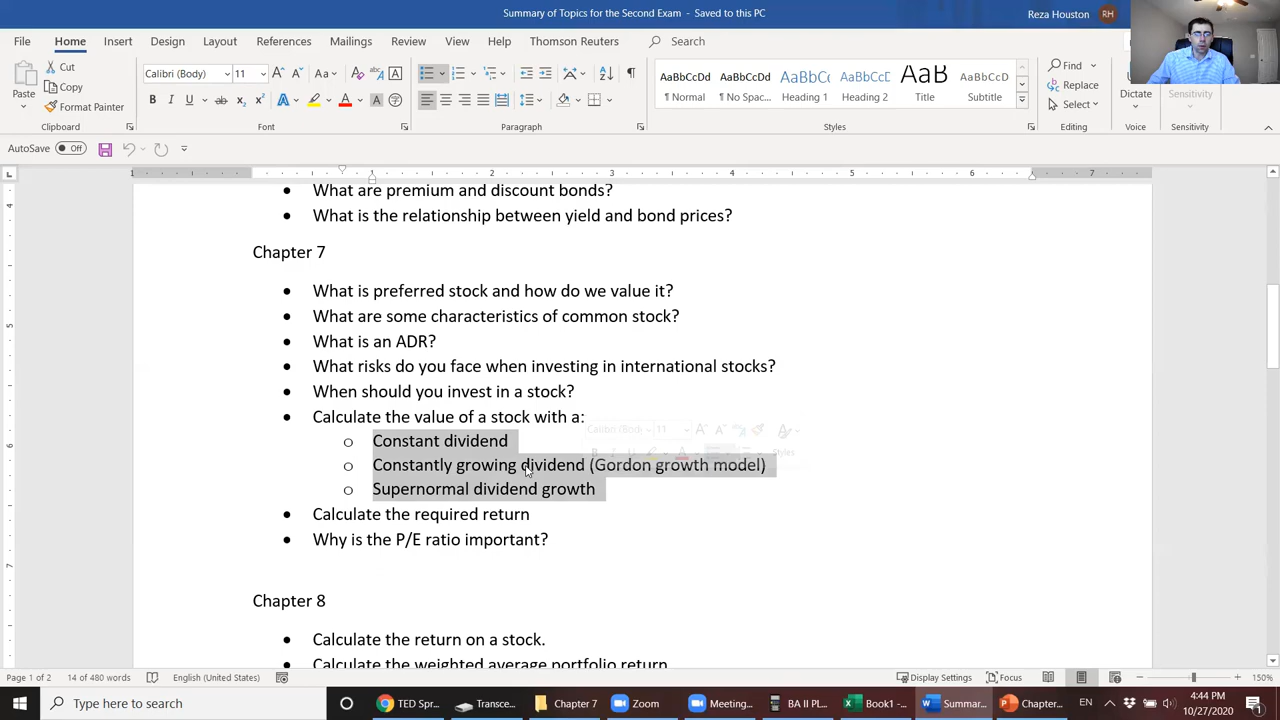 Summary of Topics for the Second Exam - Saved to this PC
Reza Houston
RH
File Home Insert Design Layout References Mailings Review View Help Thomson Reuters Search
Paste
Cut
Copy
Format Painter
Calibri (Body) 11
AaBbCcDd AaBbCcDd AaBbCc AaBbCcE AaB AaBbCcDd
¶ Normal ¶ No Spac... Heading 1 Heading 2 Title Subtitle
Find
Replace
Select
Dictate
Sensitivity
Clipboard Font Paragraph Styles Editing Voice Sensitivity
AutoSave Off
• What are premium and discount bonds?
• What is the relationship between yield and bond prices?
Chapter 7
• What is preferred stock and how do we value it?
• What are some characteristics of common stock?
• What is an ADR?
• What risks do you face when investing in international stocks?
• When should you invest in a stock?
• Calculate the value of a stock with a:
o Constant dividend
o Constantly growing dividend (Gordon growth model)
o Supernormal dividend growth
• Calculate the required return
• Why is the P/E ratio important?
Chapter 8
• Calculate the return on a stock.
• Calculate the weighted average portfolio return
Page 1 of 2 14 of 480 words English (United States) Display Settings Focus 150%
Type here to search
TED Spr... Transce... Chapter 7 Zoom Meeting... BA II PL... Book1 -... Summar... Chapter... EN
4:44 PM
10/27/2020